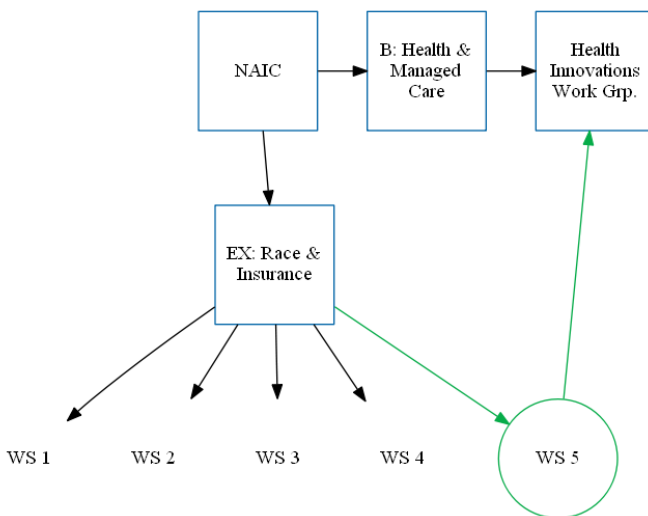 NAIC
B: Health &
Managed
Care
Health
Innovations
Work Grp.
EX: Race &
Insurance
WS 1
WS 2
WS 3
WS 4
WS 5